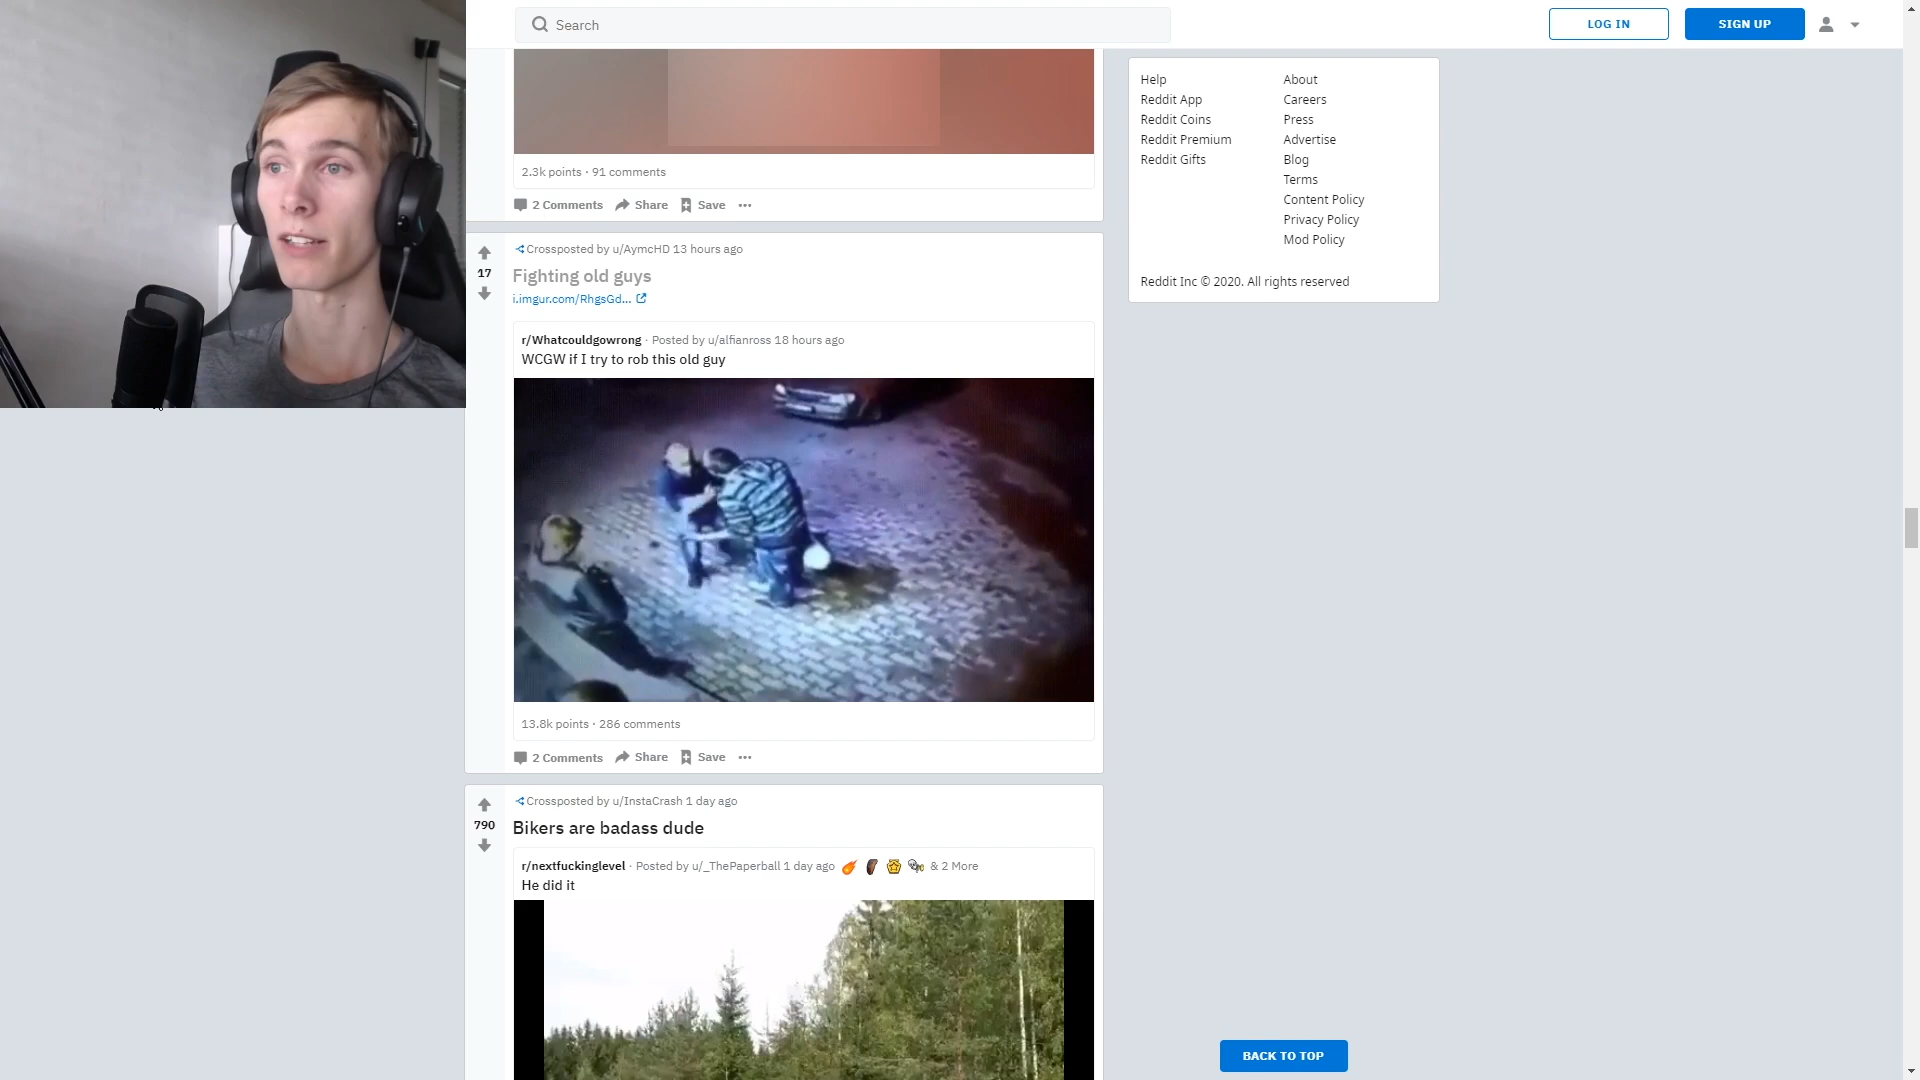 Search
LOG IN
SIGN UP
2.3k points · 91 comments
2 Comments
Share
Save
Crossposted by u/AymcHD 13 hours ago
17
Fighting old guys
i.imgur.com/RhgsGd...
r/Whatcouldgowrong · Posted by u/alfianross 18 hours ago
WCGW if I try to rob this old guy
13.8k points · 286 comments
2 Comments
Share
Save
Crossposted by u/InstaCrash 1 day ago
790
Bikers are badass dude
r/nextfuckinglevel · Posted by u/_ThePaperball 1 day ago & 2 More
He did it
Help
Reddit App
Reddit Coins
Reddit Premium
Reddit Gifts
About
Careers
Press
Advertise
Blog
Terms
Content Policy
Privacy Policy
Mod Policy
Reddit Inc © 2020. All rights reserved
BACK TO TOP